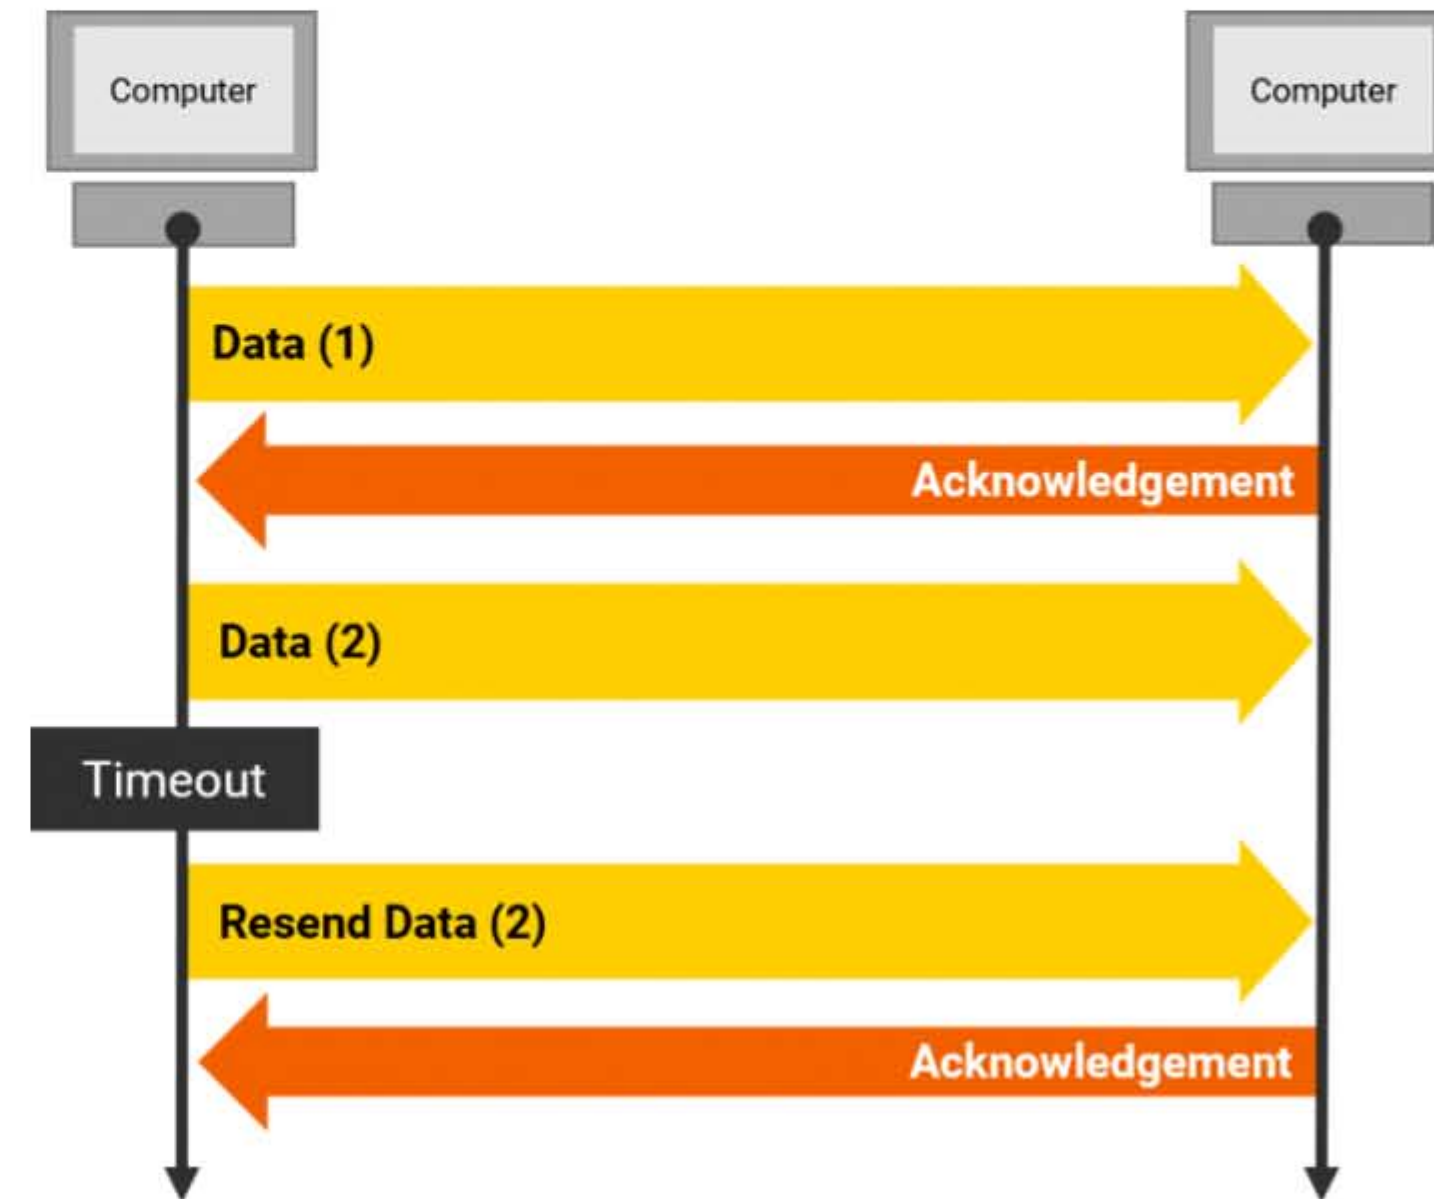 Computer
Computer
Data (1)
Acknowledgement
Data (2)
Timeout
Resend Data (2)
Acknowledgement